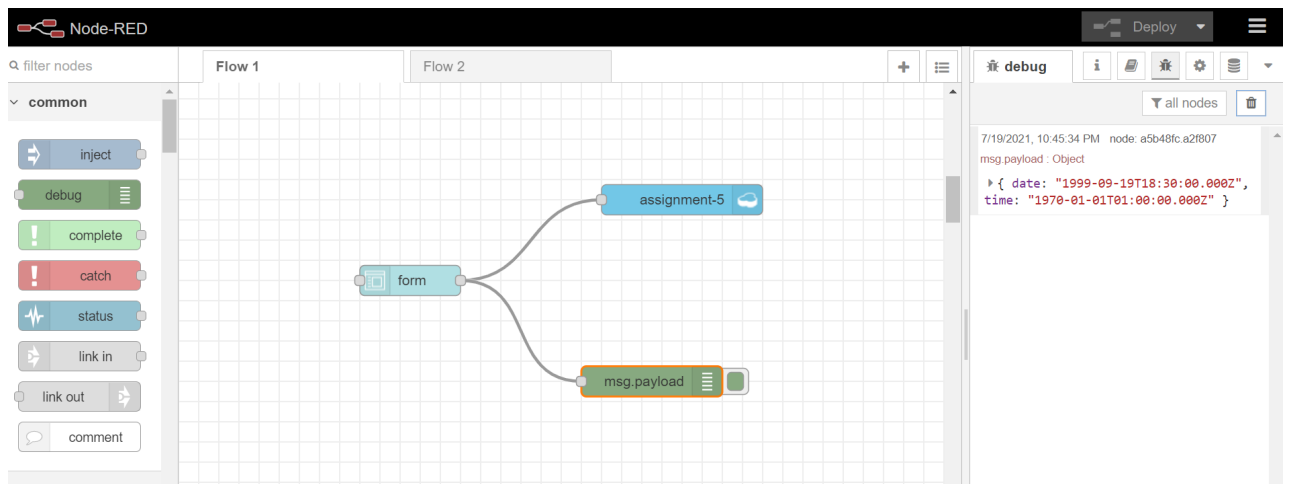 Node-RED
Deploy
filter nodes
Flow 1
Flow 2
debug
i
common
all nodes
inject
debug
complete
catch
status
link in
link out
comment
form
assignment-5
msg.payload
7/19/2021, 10:45:34 PM node: a5b48fc.a2f807
msg.payload : Object
{ date: "1999-09-19T18:30:00.000Z",
time: "1970-01-01T01:00:00.000Z" }